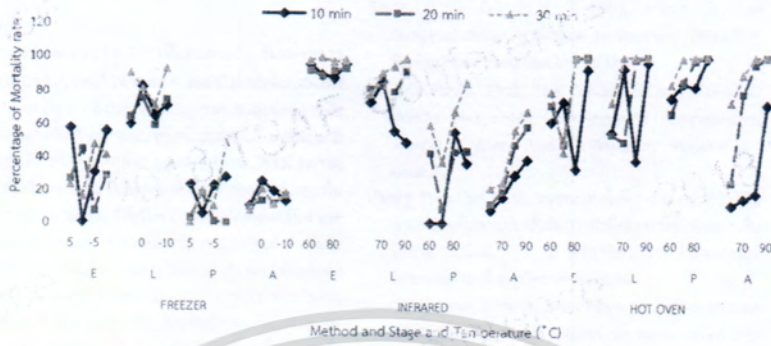 10 min 20 min 30 min
Percentage of Mortality rate
120
100
80
60
40
20
0
5 -5 0 -10 5 -5 0 -10 60 80 70 90 60 80 70 90 60 80 70 90 60 80 70 90
E L P A E L P A E L P A
FREEZER INFRARED HOT OVEN
Method and Stage and Temperature (˚C)